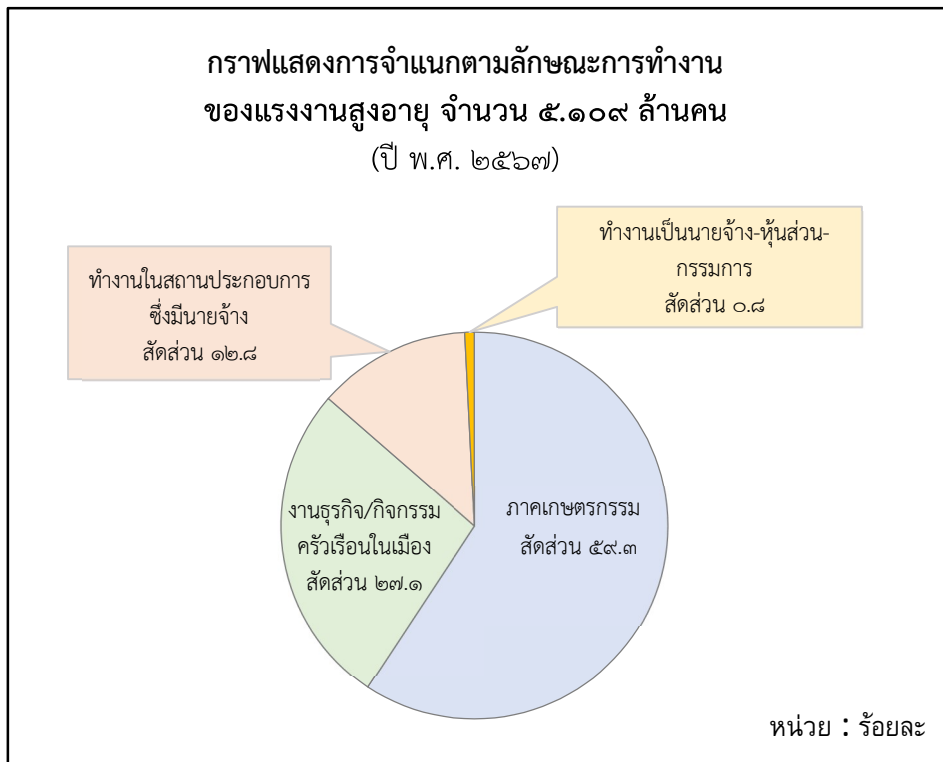 กราฟแสดงการจำแนกตามลักษณะการทำงาน
ของแรงงานสูงอายุ จำนวน ๕.๑๐๙ ล้านคน
(ปี พ.ศ. ๒๕๖๗)
ทำงานเป็นนายจ้าง-หุ้นส่วน-
กรรมการ
สัดส่วน ๐.๘
ทำงานในสถานประกอบการ
ซึ่งมีนายจ้าง
สัดส่วน ๑๒.๘
งานธุรกิจ/กิจกรรม
ครัวเรือนในเมือง
สัดส่วน ๒๗.๑
ภาคเกษตรกรรม
สัดส่วน ๕๙.๓
หน่วย : ร้อยละ